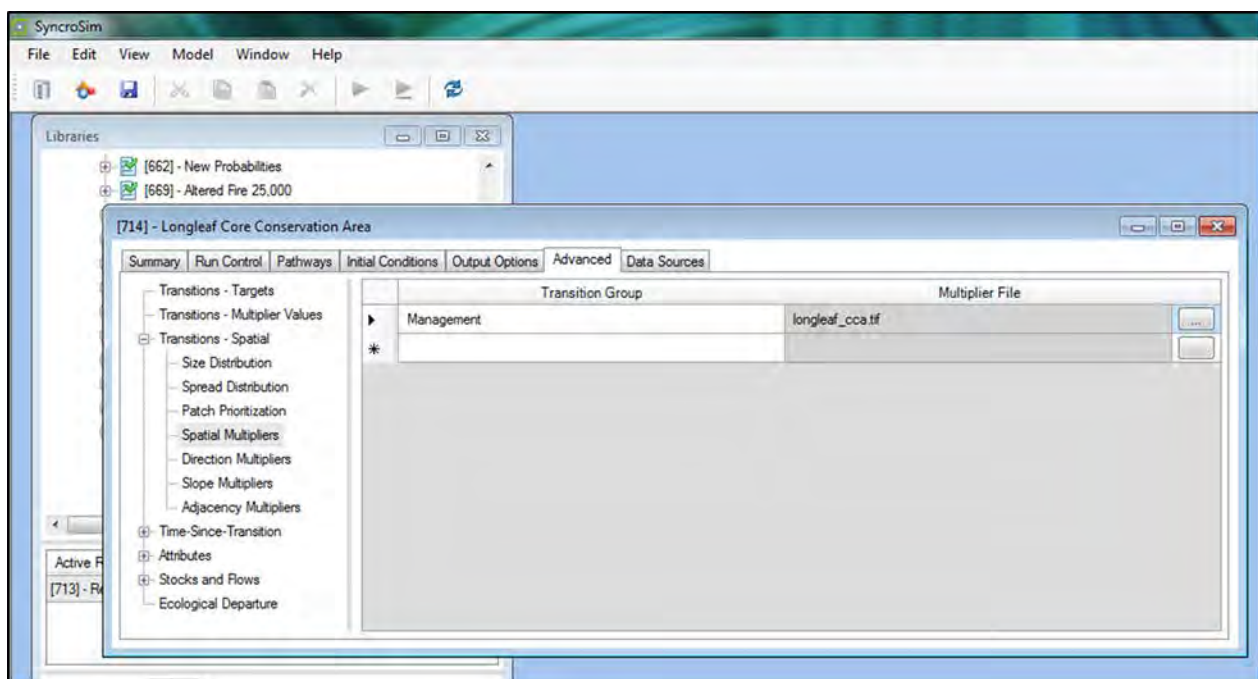 SyncroSim
File Edit View Model Window Help
Libraries
[662] - New Probabilities
[669] - Altered Fire 25,000
[714] - Longleaf Core Conservation Area
Summary Run Control Pathways Initial Conditions Output Options Advanced Data Sources
Transitions - Targets
Transitions - Multiplier Values
Transitions - Spatial
Size Distribution
Spread Distribution
Patch Prioritization
Spatial Multipliers
Direction Multipliers
Slope Multipliers
Adjacency Multipliers
Time-Since-Transition
Attributes
Stocks and Flows
Ecological Departure
Transition Group Multiplier File
Management longleaf_cca.tif ...
Active
[713] -